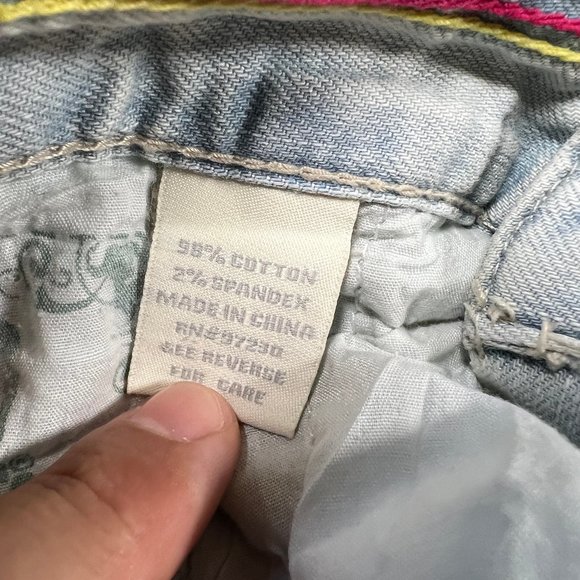 98% COTTON
2% SPANDEX
MADE IN CHINA
RN#97230
SEE REVERSE
FOR CARE